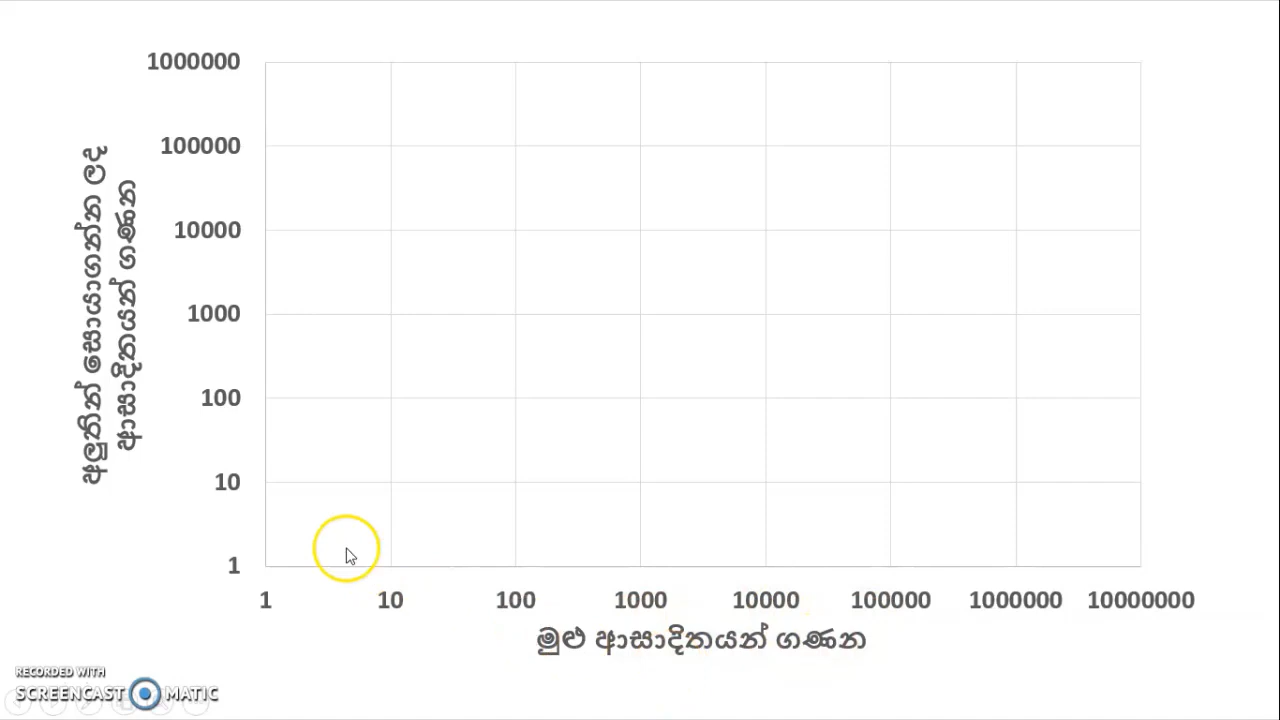 1000000
100000
10000
1000
100
10
1
අලුතින් සොයාගන්න ලද
ආසාදිතයන් ගණන
1 10 100 1000 10000 100000 1000000 10000000
මුළු ආසාදිතයන් ගණන
RECORDED WITH
SCREENCAST MATIC